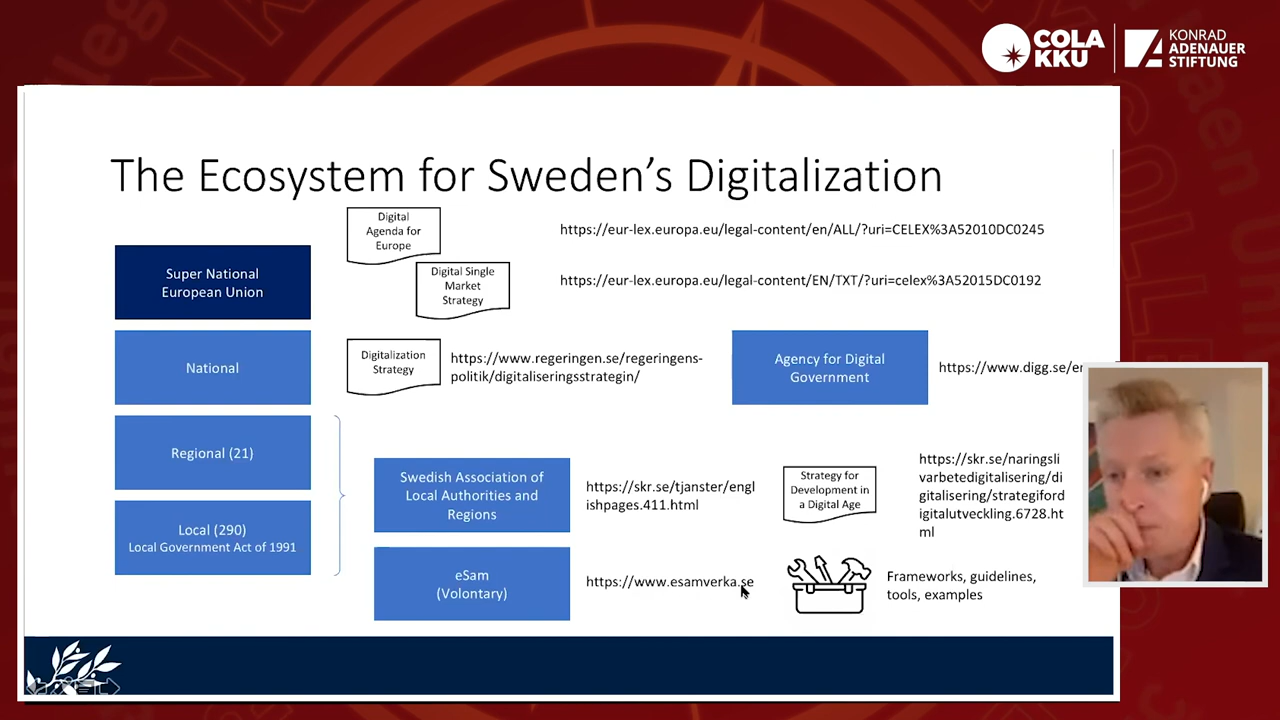 COLA
KKU
KONRAD
ADENAUER
STIFTUNG
The Ecosystem for Sweden's Digitalization
Digital
Agenda for
Europe
https://eur-lex.europa.eu/legal-content/en/ALL/?uri=CELEX%3A52010DC0245
Super National
European Union
Digital Single
Market
Strategy
https://eur-lex.europa.eu/legal-content/EN/TXT/?uri=celex%3A52015DC0192
National
Digitalization
Strategy
https://www.regeringen.se/regeringens-
politik/digitaliseringsstrategin/
Agency for Digital
Government
https://www.digg.se/en
Regional (21)
Local (290)
Local Government Act of 1991
Swedish Association of
Local Authorities and
Regions
https://skr.se/tjanster/engl
ishpages.411.html
Strategy for
Development in
a Digital Age
https://skr.se/naringsli
varbetedigitalisering/di
gitalisering/strategiford
igitalutveckling.6728.ht
ml
eSam
(Volontary)
https://www.esamverka.se
Frameworks, guidelines,
tools, examples